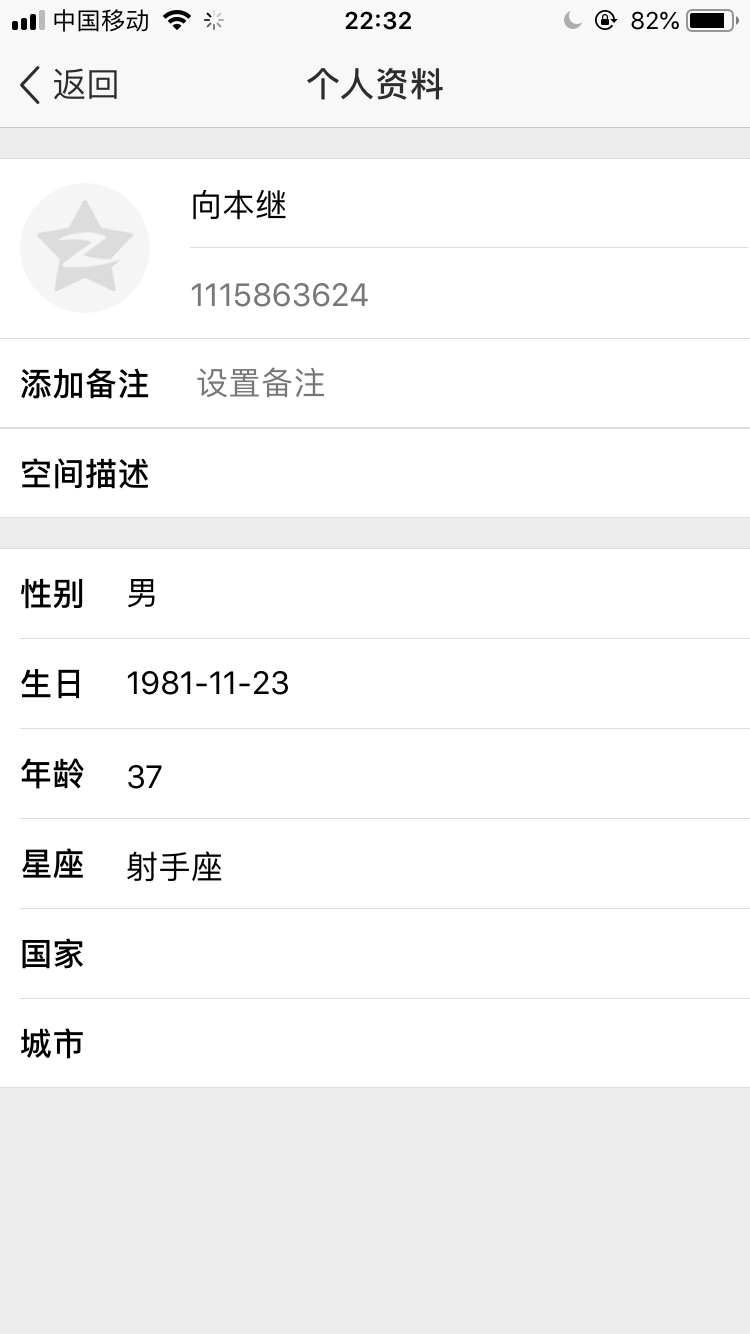 中国移动 22:32 82%
返回 个人资料
向本继
1115863624
添加备注 设置备注
空间描述
性别 男
生日 1981-11-23
年龄 37
星座 射手座
国家
城市